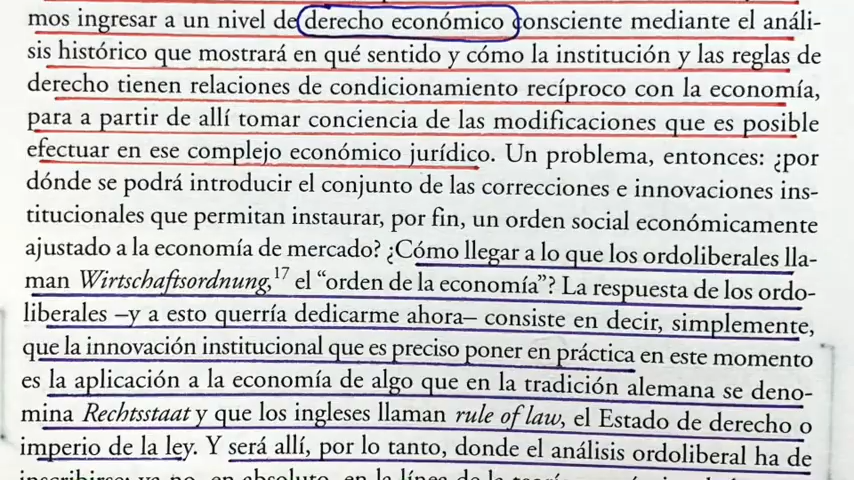 mos ingresar a un nivel de derecho económico consciente mediante el análi-
sis histórico que mostrará en qué sentido y cómo la institución y las reglas de
derecho tienen relaciones de condicionamiento recíproco con la economía,
para a partir de allí tomar conciencia de las modificaciones que es posible
efectuar en ese complejo económico jurídico. Un problema, entonces: ¿por
dónde se podrá introducir el conjunto de las correcciones e innovaciones ins-
titucionales que permitan instaurar, por fin, un orden social económicamente
ajustado a la economía de mercado? ¿Cómo llegar a lo que los ordoliberales lla-
man Wirtschaftsordnung,17 el “orden de la economía”? La respuesta de los ordo-
liberales –y a esto querría dedicarme ahora– consiste en decir, simplemente,
que la innovación institucional que es preciso poner en práctica en este momento
es la aplicación a la economía de algo que en la tradición alemana se deno-
mina Rechtsstaat y que los ingleses llaman rule of law, el Estado de derecho o
imperio de la ley. Y será allí, por lo tanto, donde el análisis ordoliberal ha de